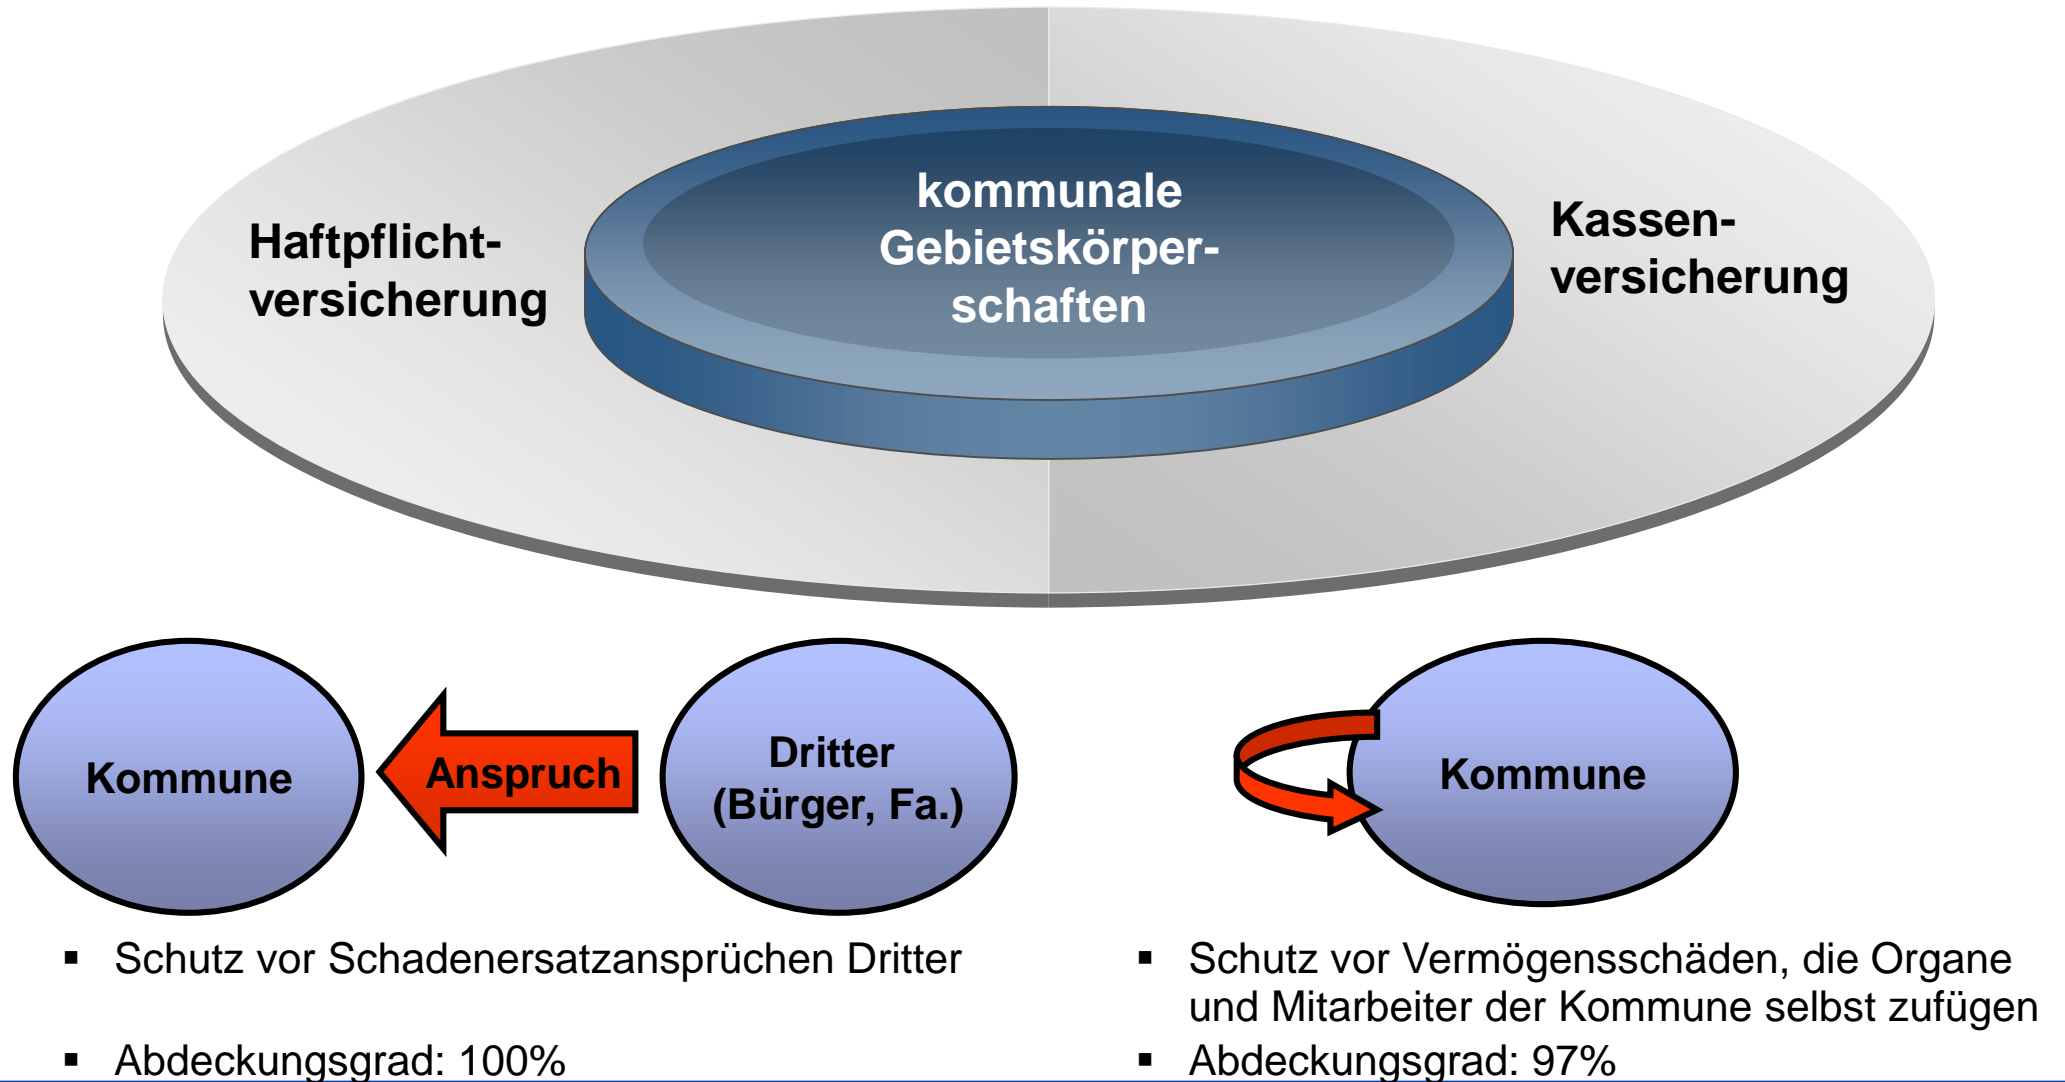 kommunale
Gebietskörper-
schaften
Haftpflicht-
versicherung
Kassen-
versicherung
Kommune
Anspruch
Dritter
(Bürger, Fa.)
Kommune
▪ Schutz vor Schadenersatzansprüchen Dritter
▪ Abdeckungsgrad: 100%
▪ Schutz vor Vermögensschäden, die Organe
und Mitarbeiter der Kommune selbst zufügen
▪ Abdeckungsgrad: 97%